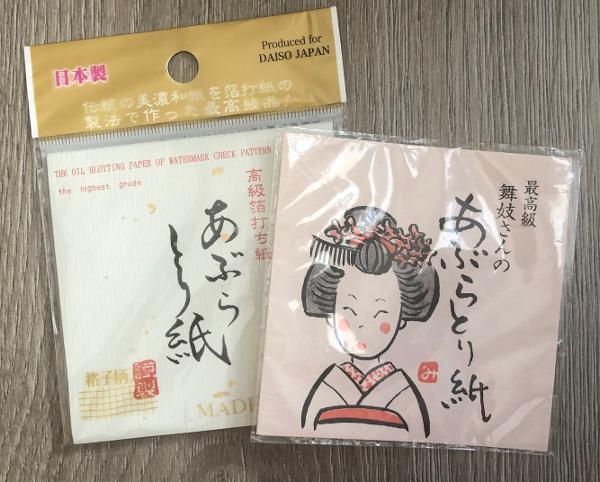 日本製
Produced for
DAISO JAPAN
伝統の美濃和紙を箔打紙の
製法で作った最高級品！
THE OIL BLOTTING PAPER OF WATERMARK CHECK PATTERN
the highest grade
高級箔打ち紙
あぶら
とり紙
格子柄
謹製
MADE
最高級
舞妓さんの
あぶらとり紙
み